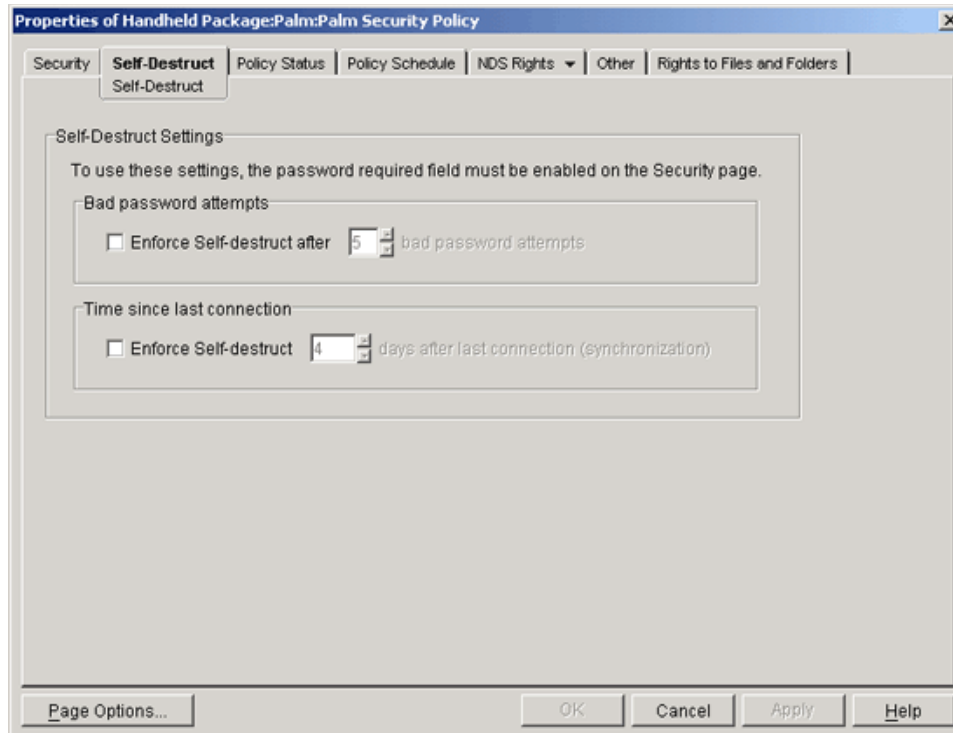 Properties of Handheld Package:Palm:Palm Security Policy
Security Self-Destruct Policy Status Policy Schedule NDS Rights Other Rights to Files and Folders
Self-Destruct
Self-Destruct Settings
To use these settings, the password required field must be enabled on the Security page.
Bad password attempts
Enforce Self-destruct after 5 bad password attempts
Time since last connection
Enforce Self-destruct 4 days after last connection (synchronization)
Page Options... OK Cancel Apply Help